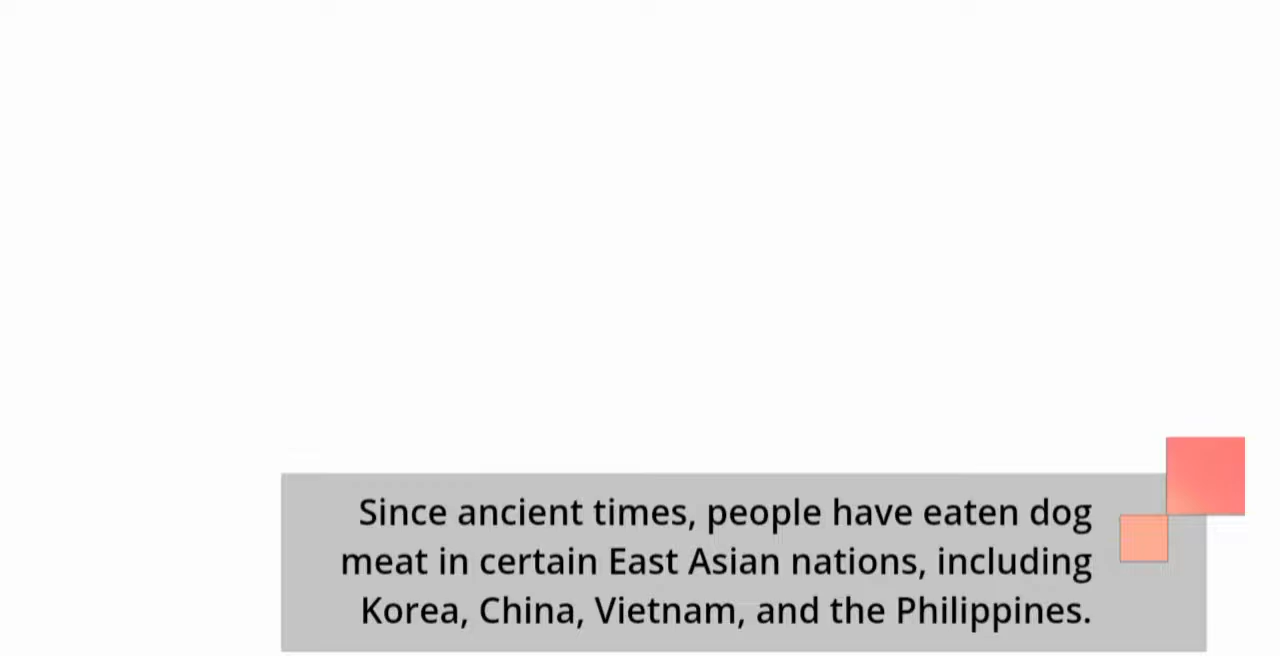 Since ancient times, people have eaten dog
meat in certain East Asian nations, including
Korea, China, Vietnam, and the Philippines.